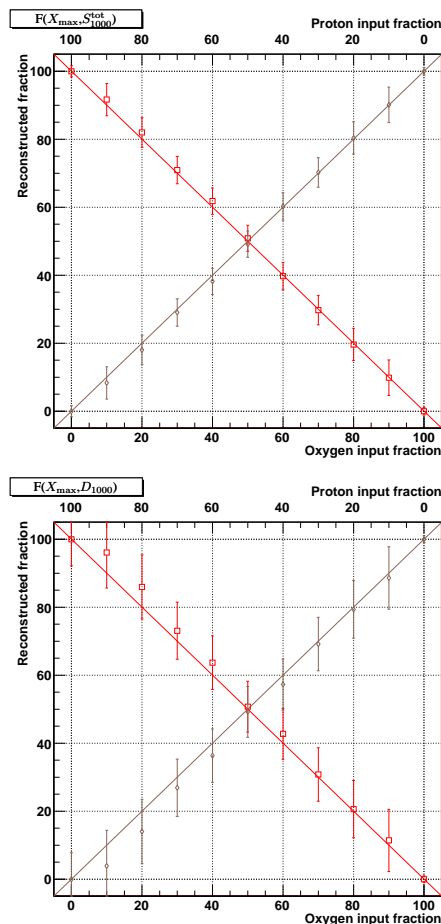 F(X_max,S^tot_1000)
Proton input fraction
100 80 60 40 20 0
Reconstructed fraction
100
80
60
40
20
0
0 20 40 60 80 100
Oxygen input fraction
F(X_max,D_1000)
Proton input fraction
100 80 60 40 20 0
Reconstructed fraction
100
80
60
40
20
0
0 20 40 60 80 100
Oxygen input fraction